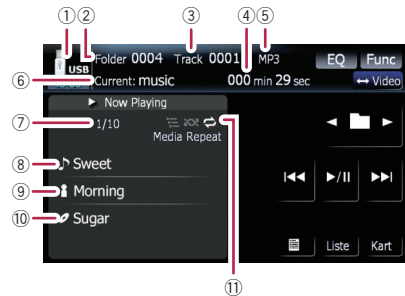 ① ② ③ ④ ⑤
USB Folder 0004 Track 0001 MP3 EQ Func
⑥ Current: music 000 min 29 sec ↔ Video
▶ Now Playing
⑦ 1/10
Media Repeat
⑧ Sweet
⑨ Morning
⑩ Sugar
Liste Kart
⑪